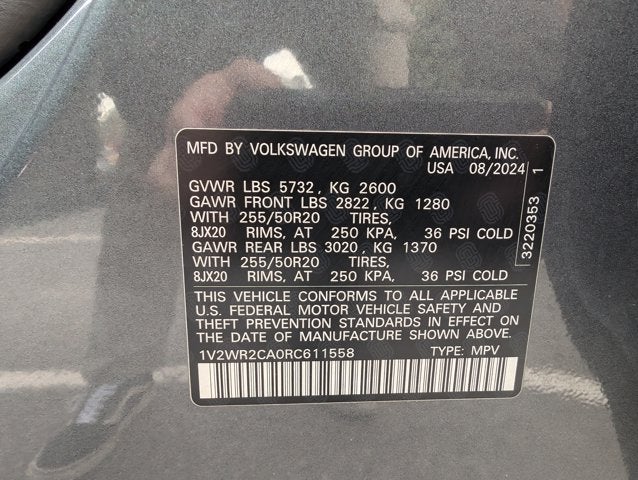 MFD BY VOLKSWAGEN GROUP OF AMERICA, INC.
USA 08/2024
GVWR LBS 5732, KG 2600
GAWR FRONT LBS 2822, KG 1280
WITH 255/50R20 TIRES,
8JX20 RIMS, AT 250 KPA, 36 PSI COLD
GAWR REAR LBS 3020, KG 1370
WITH 255/50R20 TIRES,
8JX20 RIMS, AT 250 KPA, 36 PSI COLD
THIS VEHICLE CONFORMS TO ALL APPLICABLE
U.S. FEDERAL MOTOR VEHICLE SAFETY AND
THEFT PREVENTION STANDARDS IN EFFECT ON
THE DATE OF MANUFACTURE SHOWN ABOVE.
1V2WR2CA0RC611558 TYPE: MPV
3220353 1